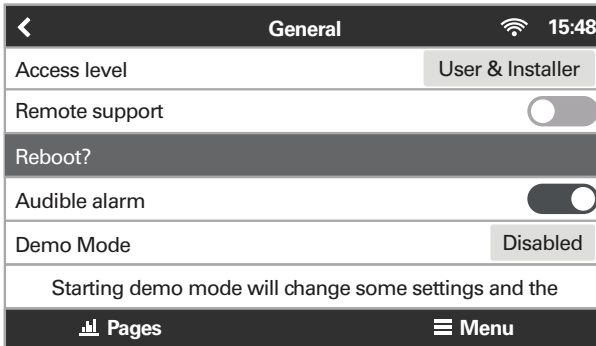 General 15:48
Access level User & Installer
Remote support
Reboot?
Audible alarm
Demo Mode Disabled
Starting demo mode will change some settings and the
Pages Menu